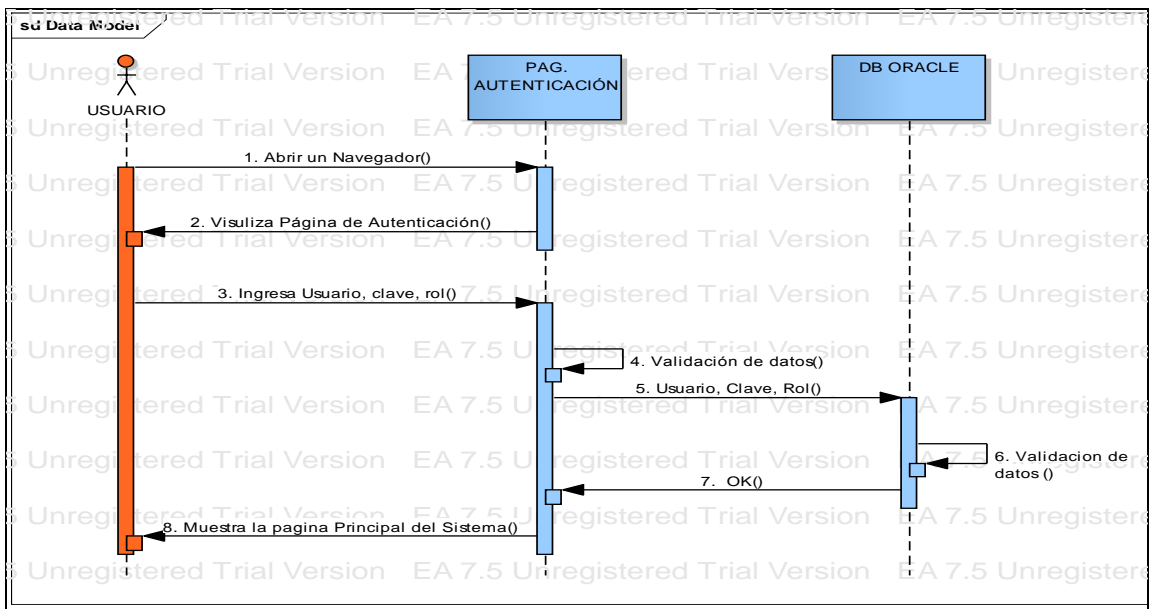 sd Data Model
USUARIO
PAG.
AUTENTICACIÓN
DB ORACLE
1. Abrir un Navegador()
2. Visuliza Página de Autenticación()
3. Ingresa Usuario, clave, rol()
4. Validación de datos()
5. Usuario, Clave, Rol()
6. Validacion de
datos ()
7. OK()
8. Muestra la pagina Principal del Sistema()
EA 7.5 Unregistered Trial Version